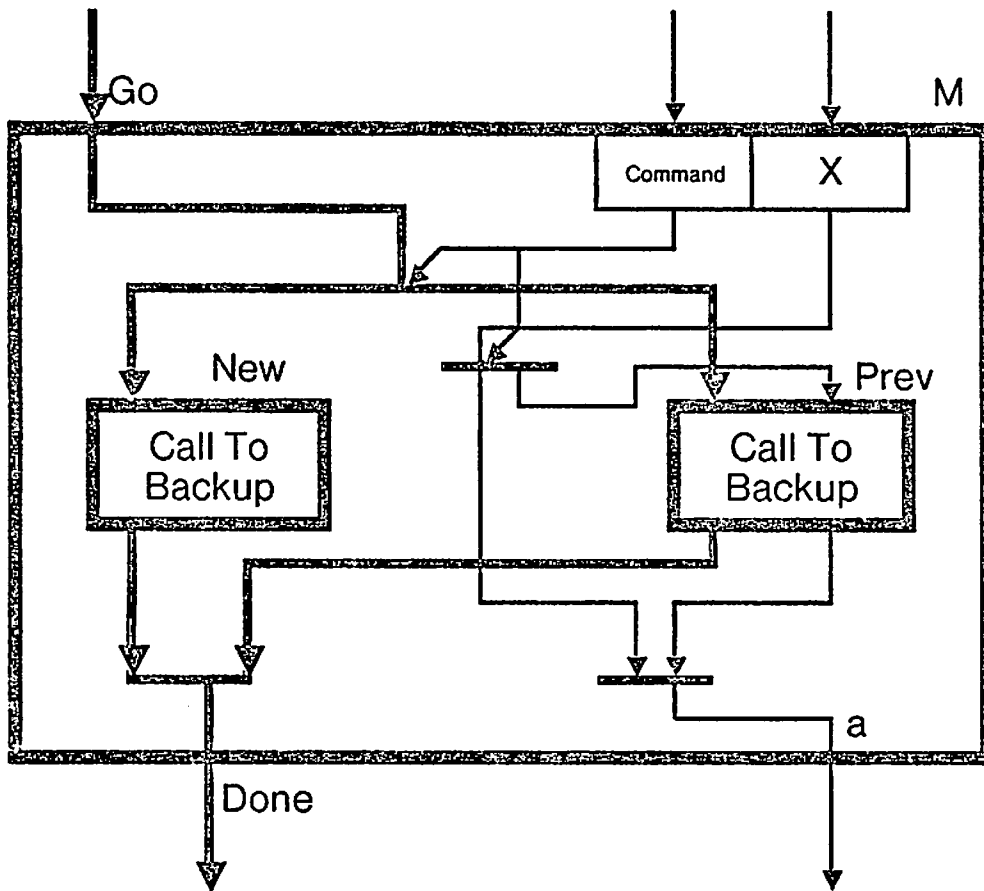 Go
M
Command
X
New
Prev
Call To
Backup
Call To
Backup
a
Done